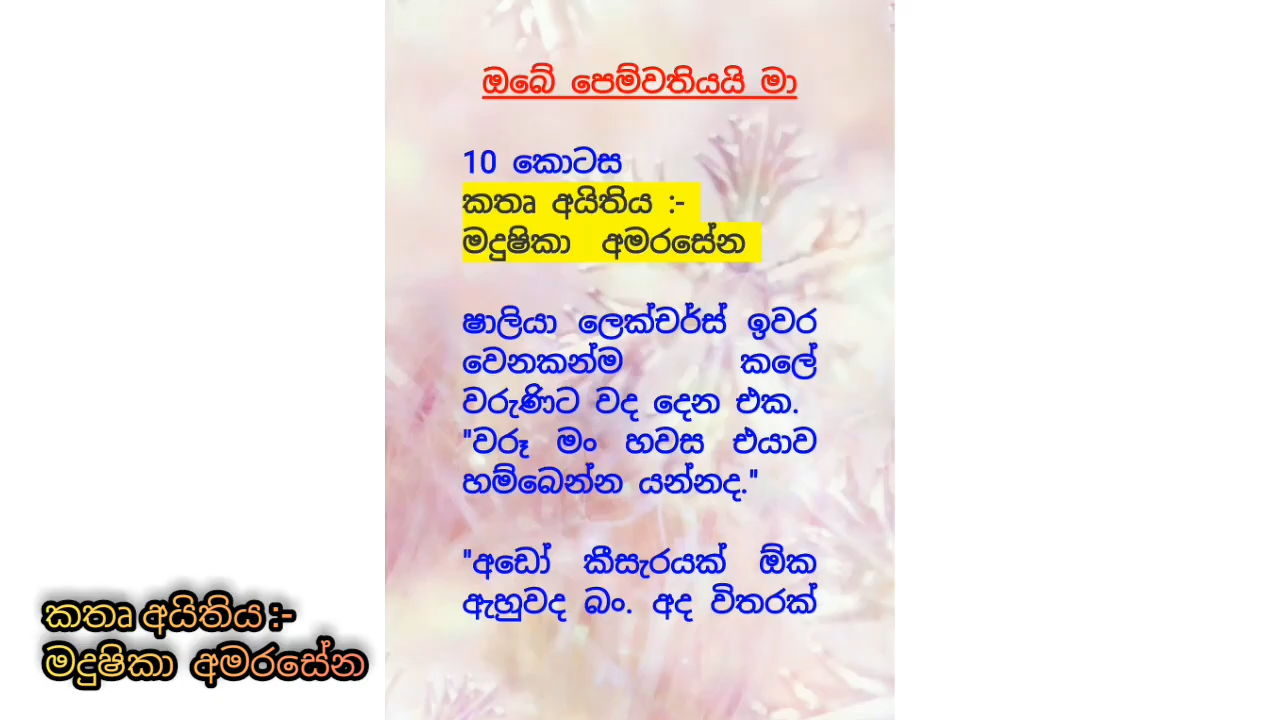 ඔබේ පෙම්වතියයි මා
10 කොටස
කතෘ අයිතිය :-
මදුෂිකා අමරසේන
ෂාලියා ලෙක්චර්ස් ඉවර
වෙනකන්ම කලේ
වරුණිට වද දෙන එක.
"වරූ මං හවස එයාව
හම්බෙන්න යන්නද."
"අඩෝ කීසැරයක් ඕක
ඇහුවද බං. අද විතරක්
කතෘ අයිතිය :-
මදුෂිකා අමරසේන